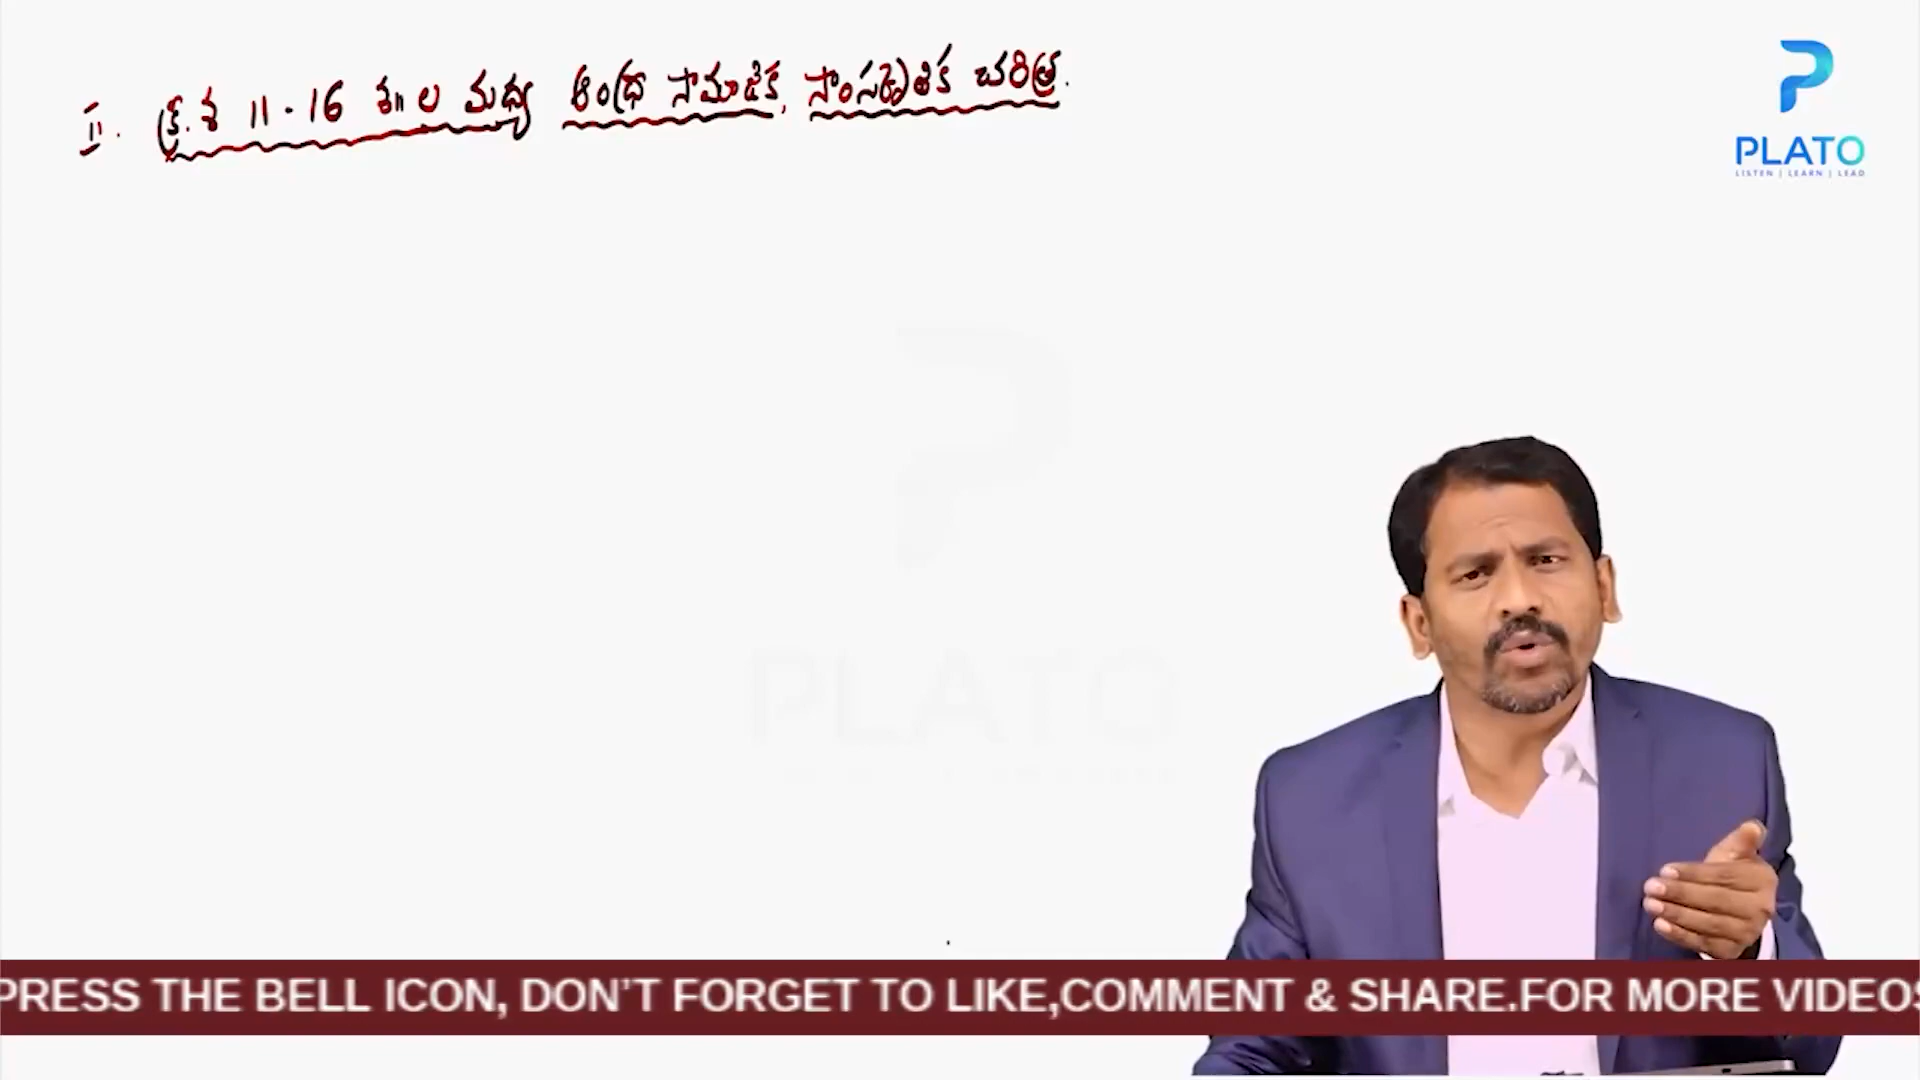 II. క్రీ.శ 11-16 శ॥ల మధ్య ఆంధ్ర సామాజిక, సాంస్కృతిక చరిత్ర.
PLATO
LISTEN | LEARN | LEAD
PLATO
PRESS THE BELL ICON, DON'T FORGET TO LIKE,COMMENT & SHARE.FOR MORE VIDEOS